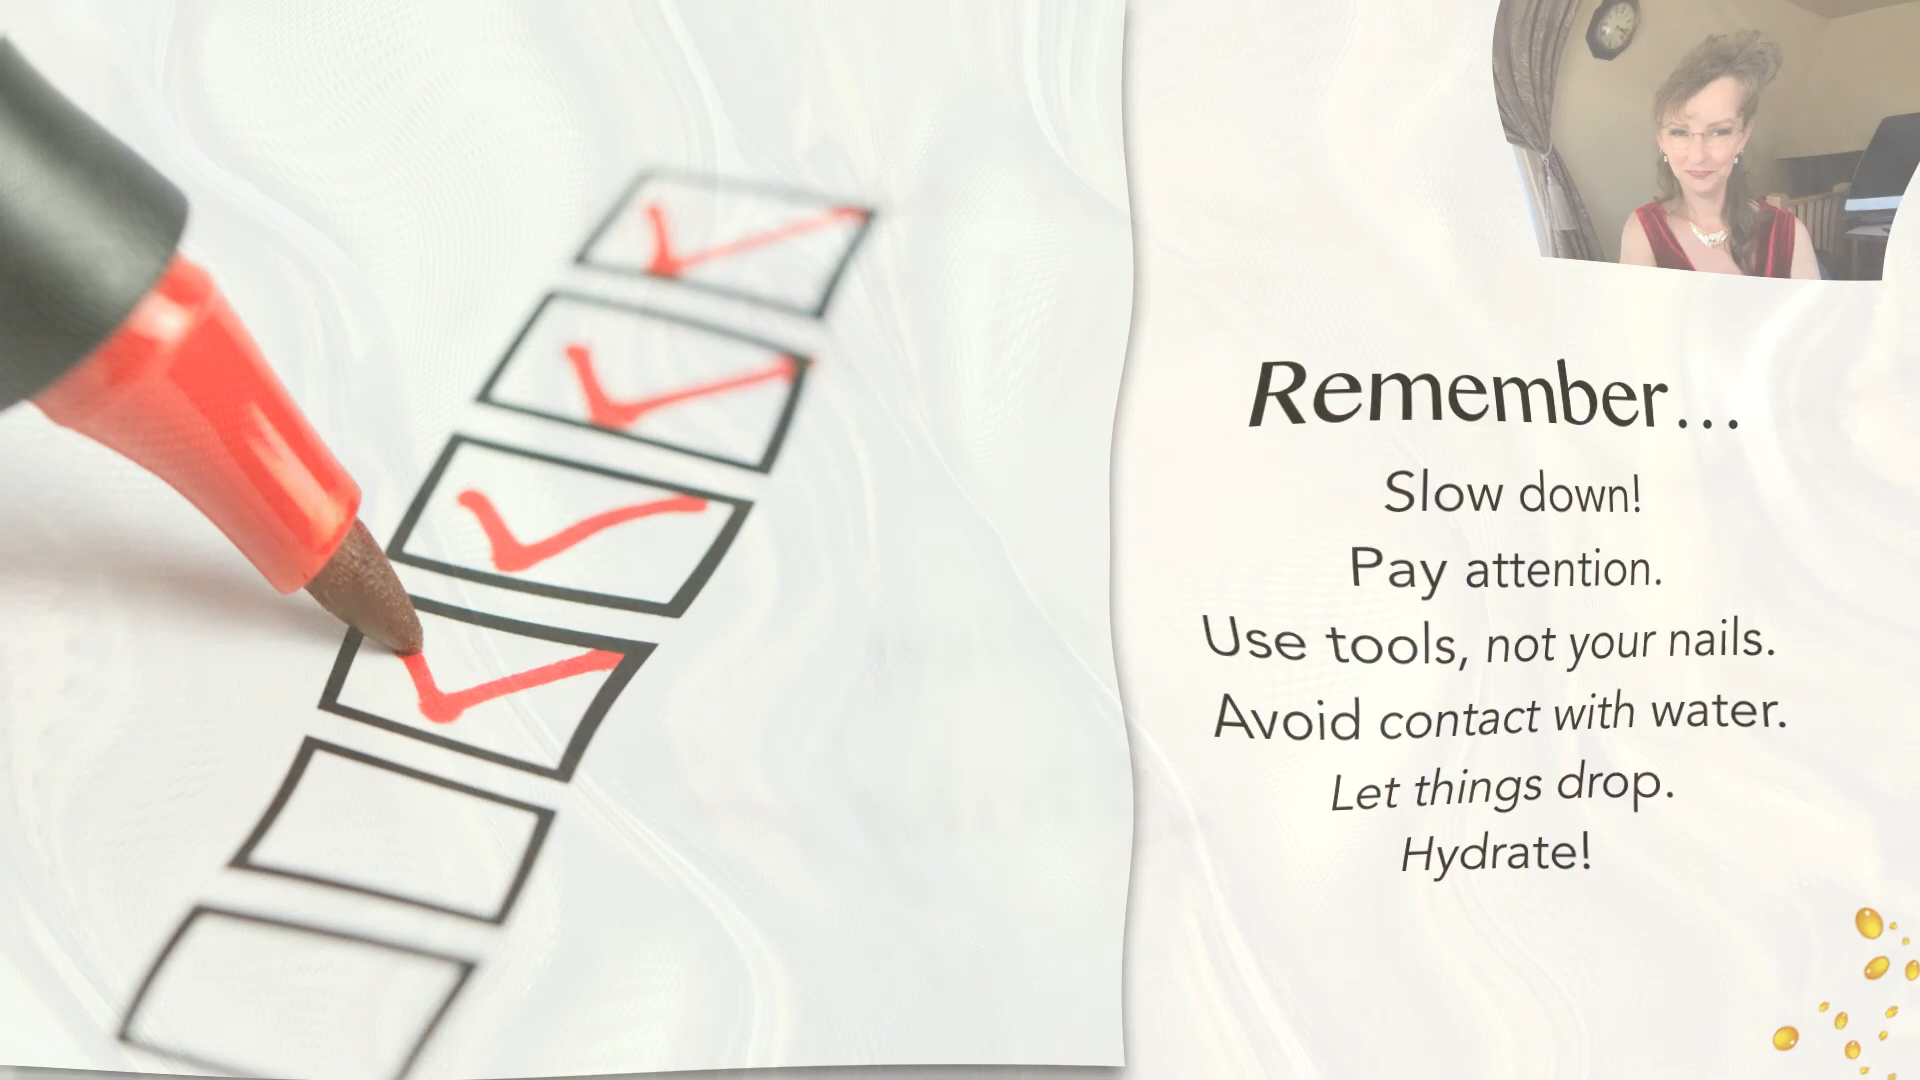 Remember...
Slow down!
Pay attention.
Use tools, not your nails.
Avoid contact with water.
Let things drop.
Hydrate!